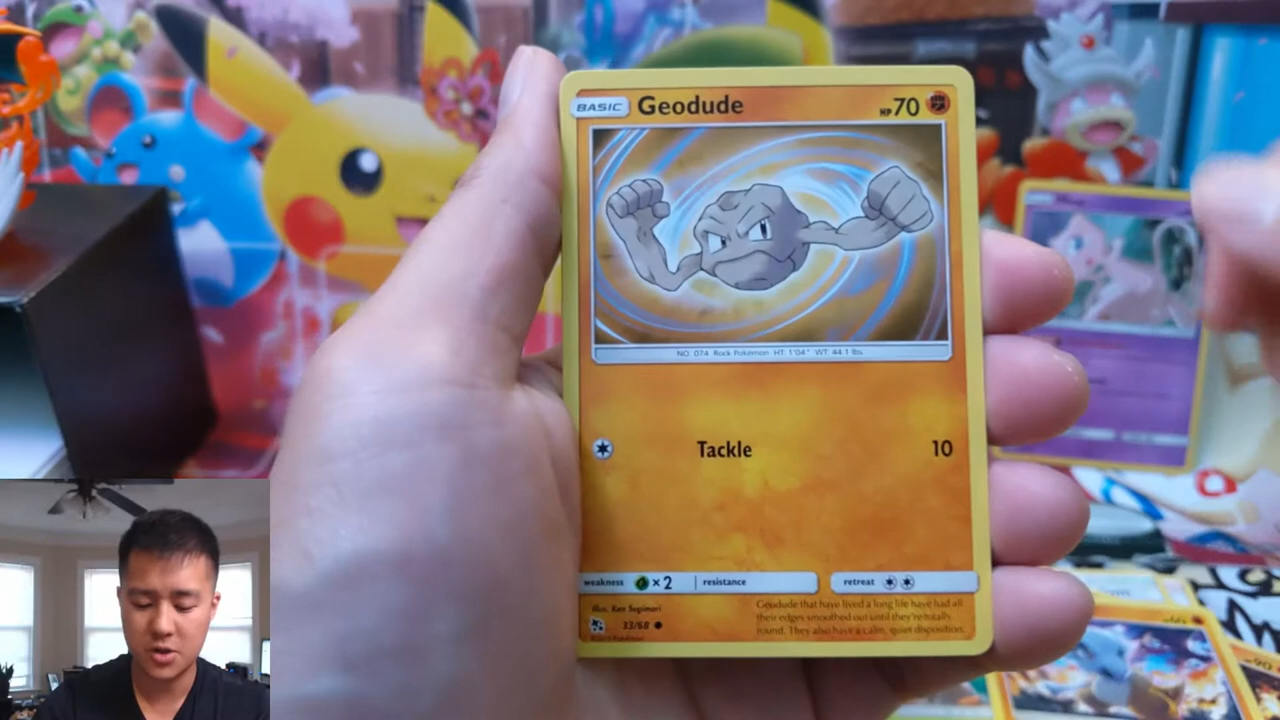 BASIC Geodude HP 70
NO. 074 Rock Pokémon HT: 1'04" WT: 44.1 lbs.
Tackle 10
weakness ×2 resistance retreat
Illus. Ken Sugimori
33/68
Geodude that have lived a long life have had all
their edges smoothed out until they're totally
round. They also have a calm, quiet disposition.